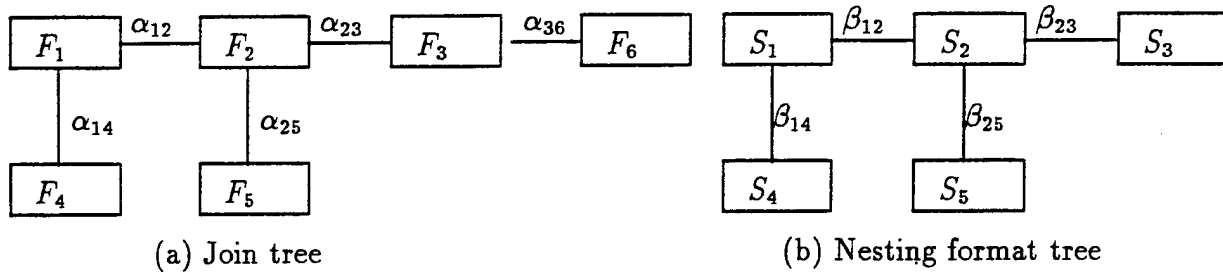 α₁₂ α₂₃ α₃₆ β₁₂ β₂₃
F₁ F₂ F₃ F₆ S₁ S₂ S₃
α₁₄ α₂₅ β₁₄ β₂₅
F₄ F₅ S₄ S₅
(a) Join tree (b) Nesting format tree